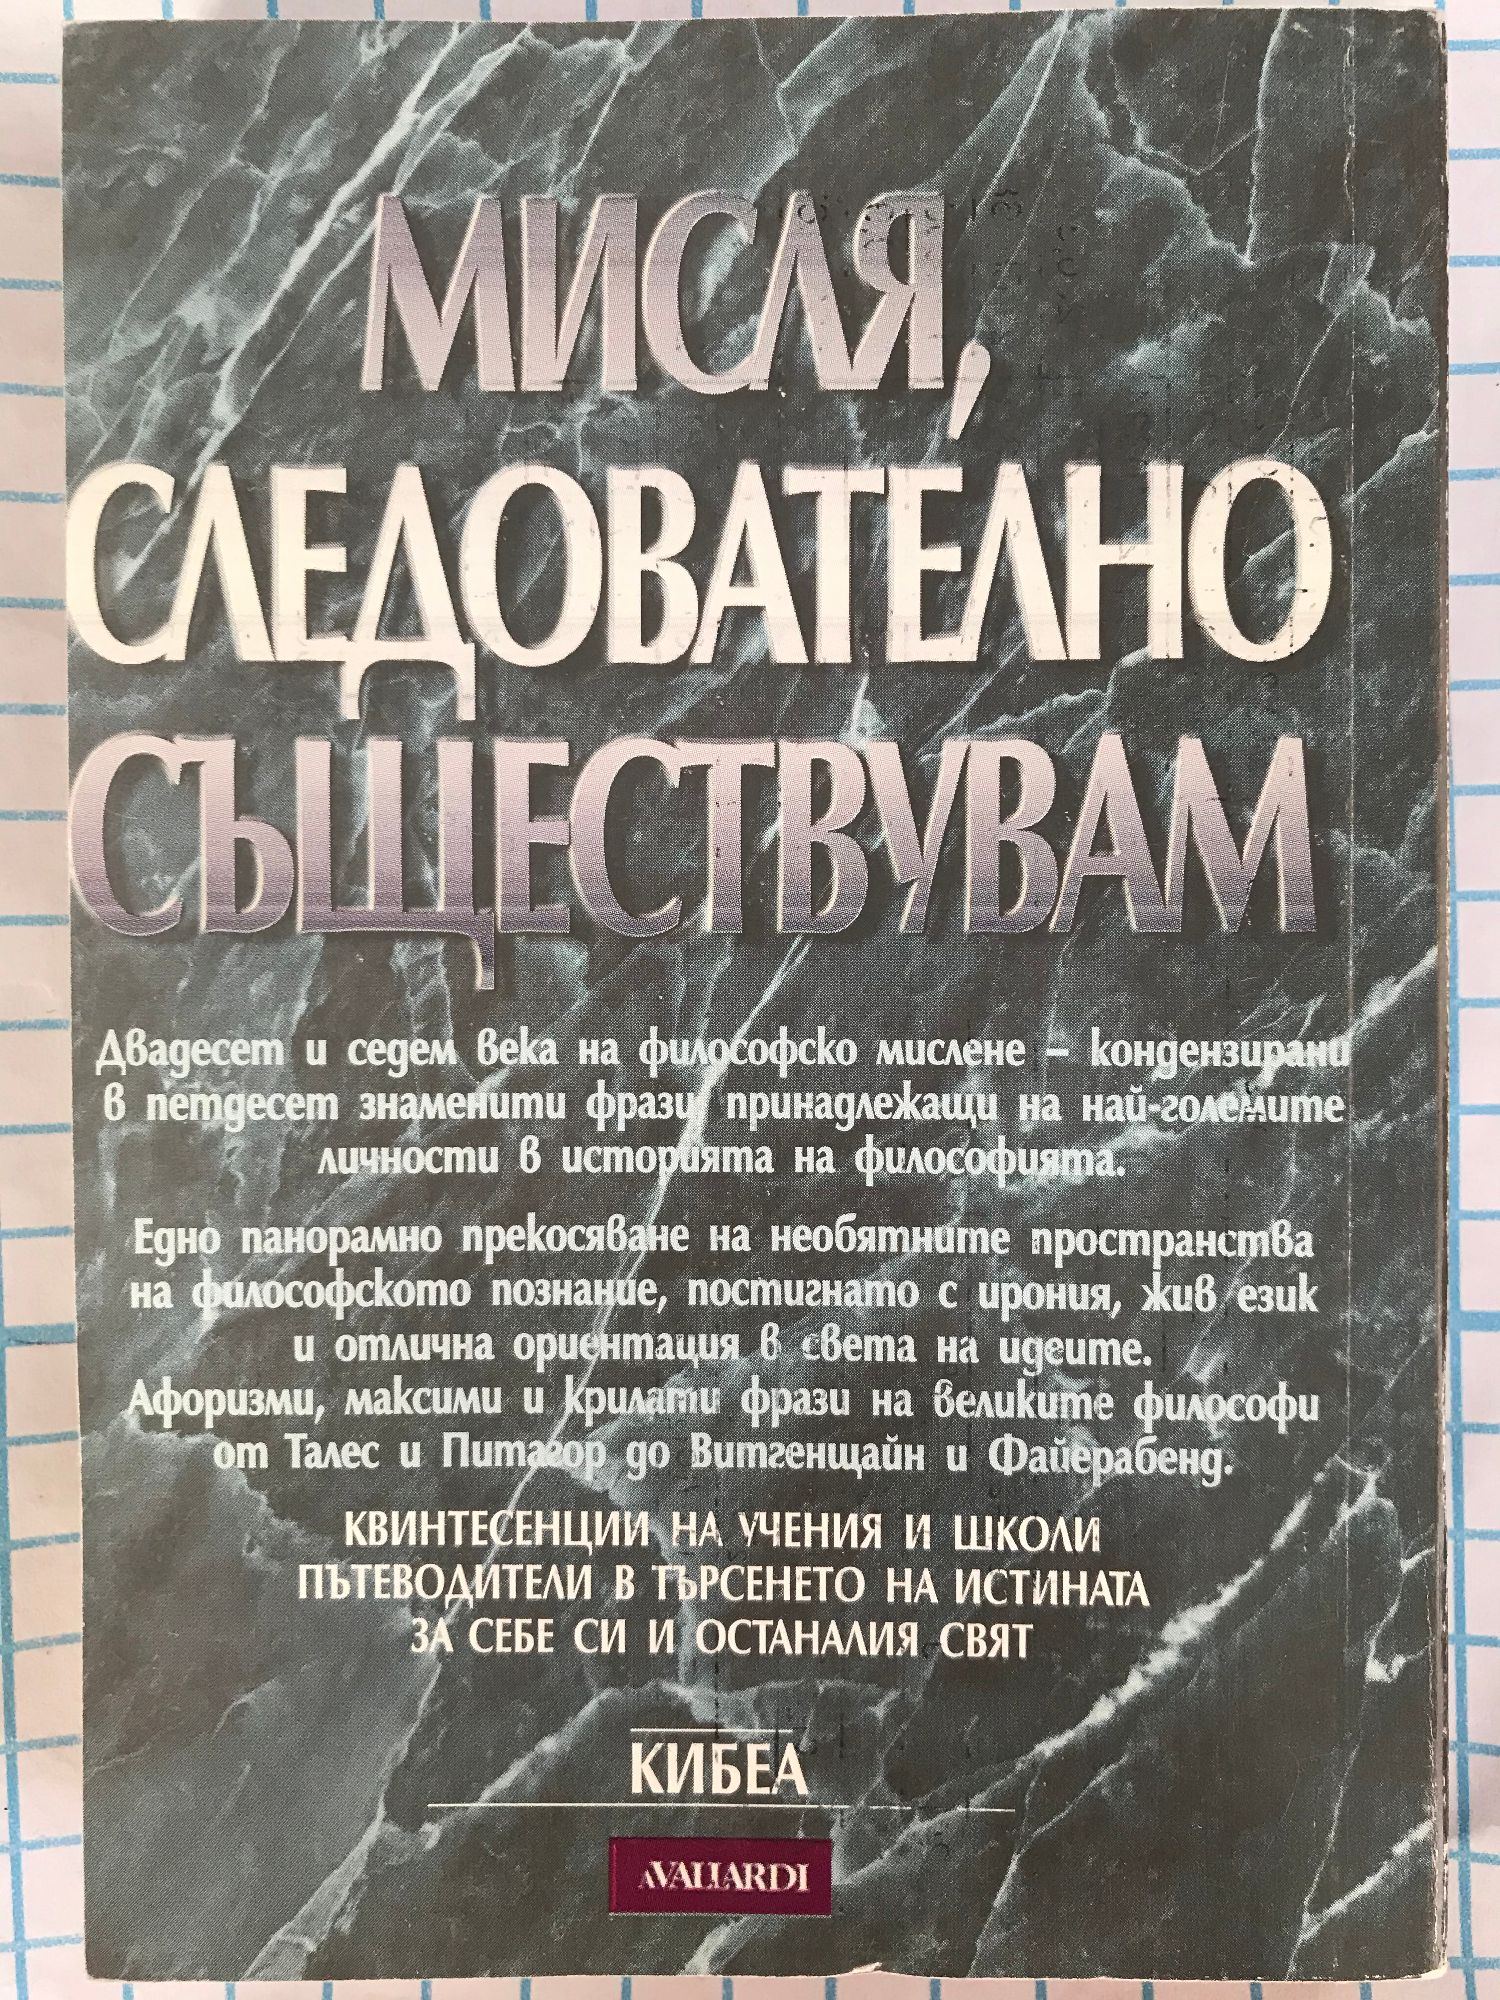 МИСЛЯ,
СЛЕДОВАТЕЛНО
СЪЩЕСТВУВАМ
Двадесет и седем века на философско мислене – кондензирани
в петдесет знаменити фрази, принадлежащи на най-големите
личности в историята на философията.
Едно панорамно прекосяване на необятните пространства
на философското познание, постигнато с ирония, жив език
и отлична ориентация в света на идеите.
Афоризми, максими и крилати фрази на великите философи
от Талес и Питагор до Витгенщайн и Файерабенд.
КВИНТЕСЕНЦИИ НА УЧЕНИЯ И ШКОЛИ
ПЪТЕВОДИТЕЛИ В ТЪРСЕНЕТО НА ИСТИНАТА
ЗА СЕБЕ СИ И ОСТАНАЛИЯ СВЯТ
КИБЕА
AVALLARDI